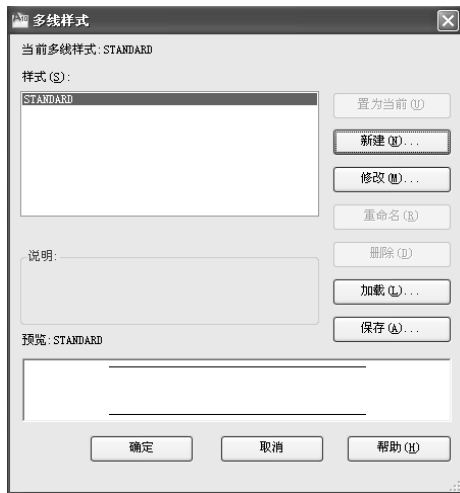 多线样式
当前多线样式:STANDARD
样式(S):
STANDARD
置为当前(U)
新建(N)...
修改(M)...
重命名(R)
说明:
删除(D)
加载(L)...
保存(A)...
预览:STANDARD
确定
取消
帮助(H)